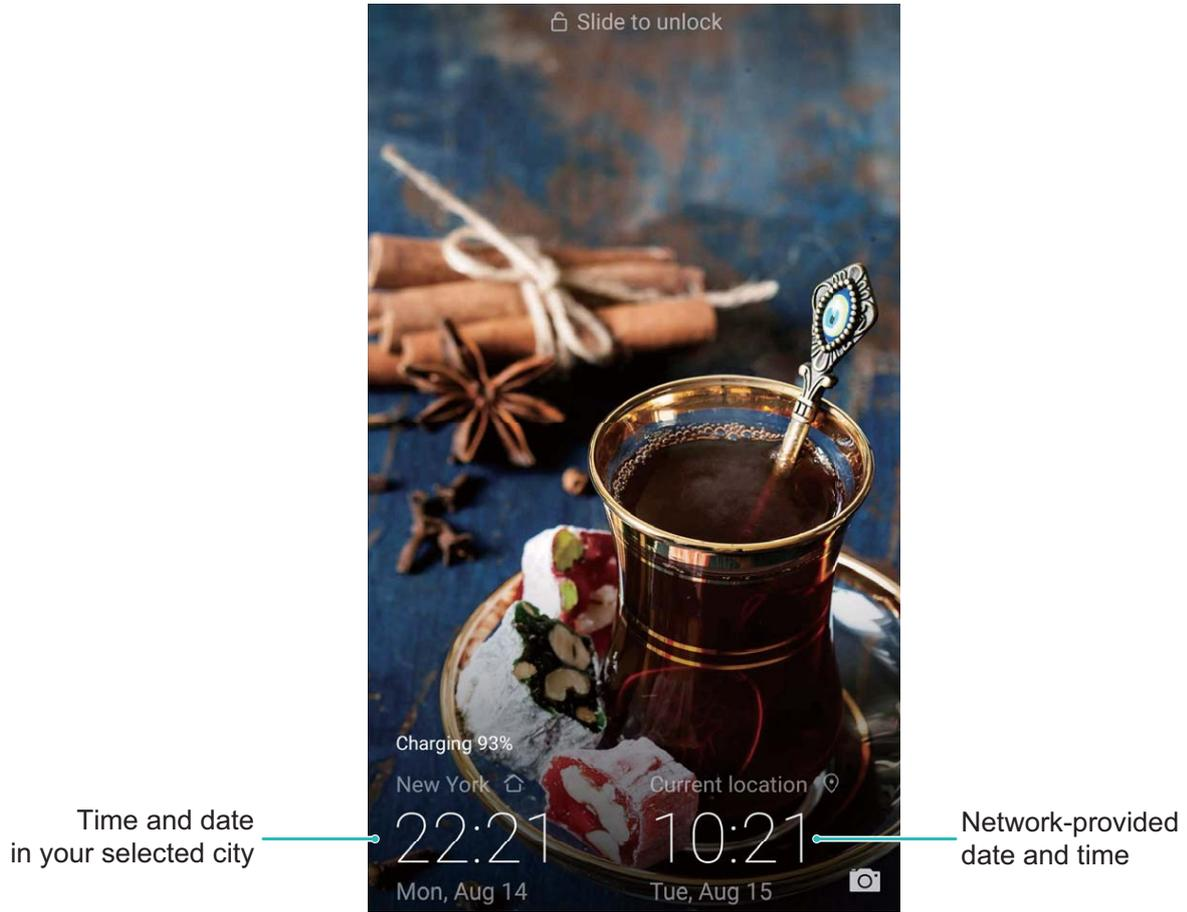 Slide to unlock
Charging 93%
New York
Current location
22:21
10:21
Mon, Aug 14
Tue, Aug 15
Time and date
in your selected city
Network-provided
date and time